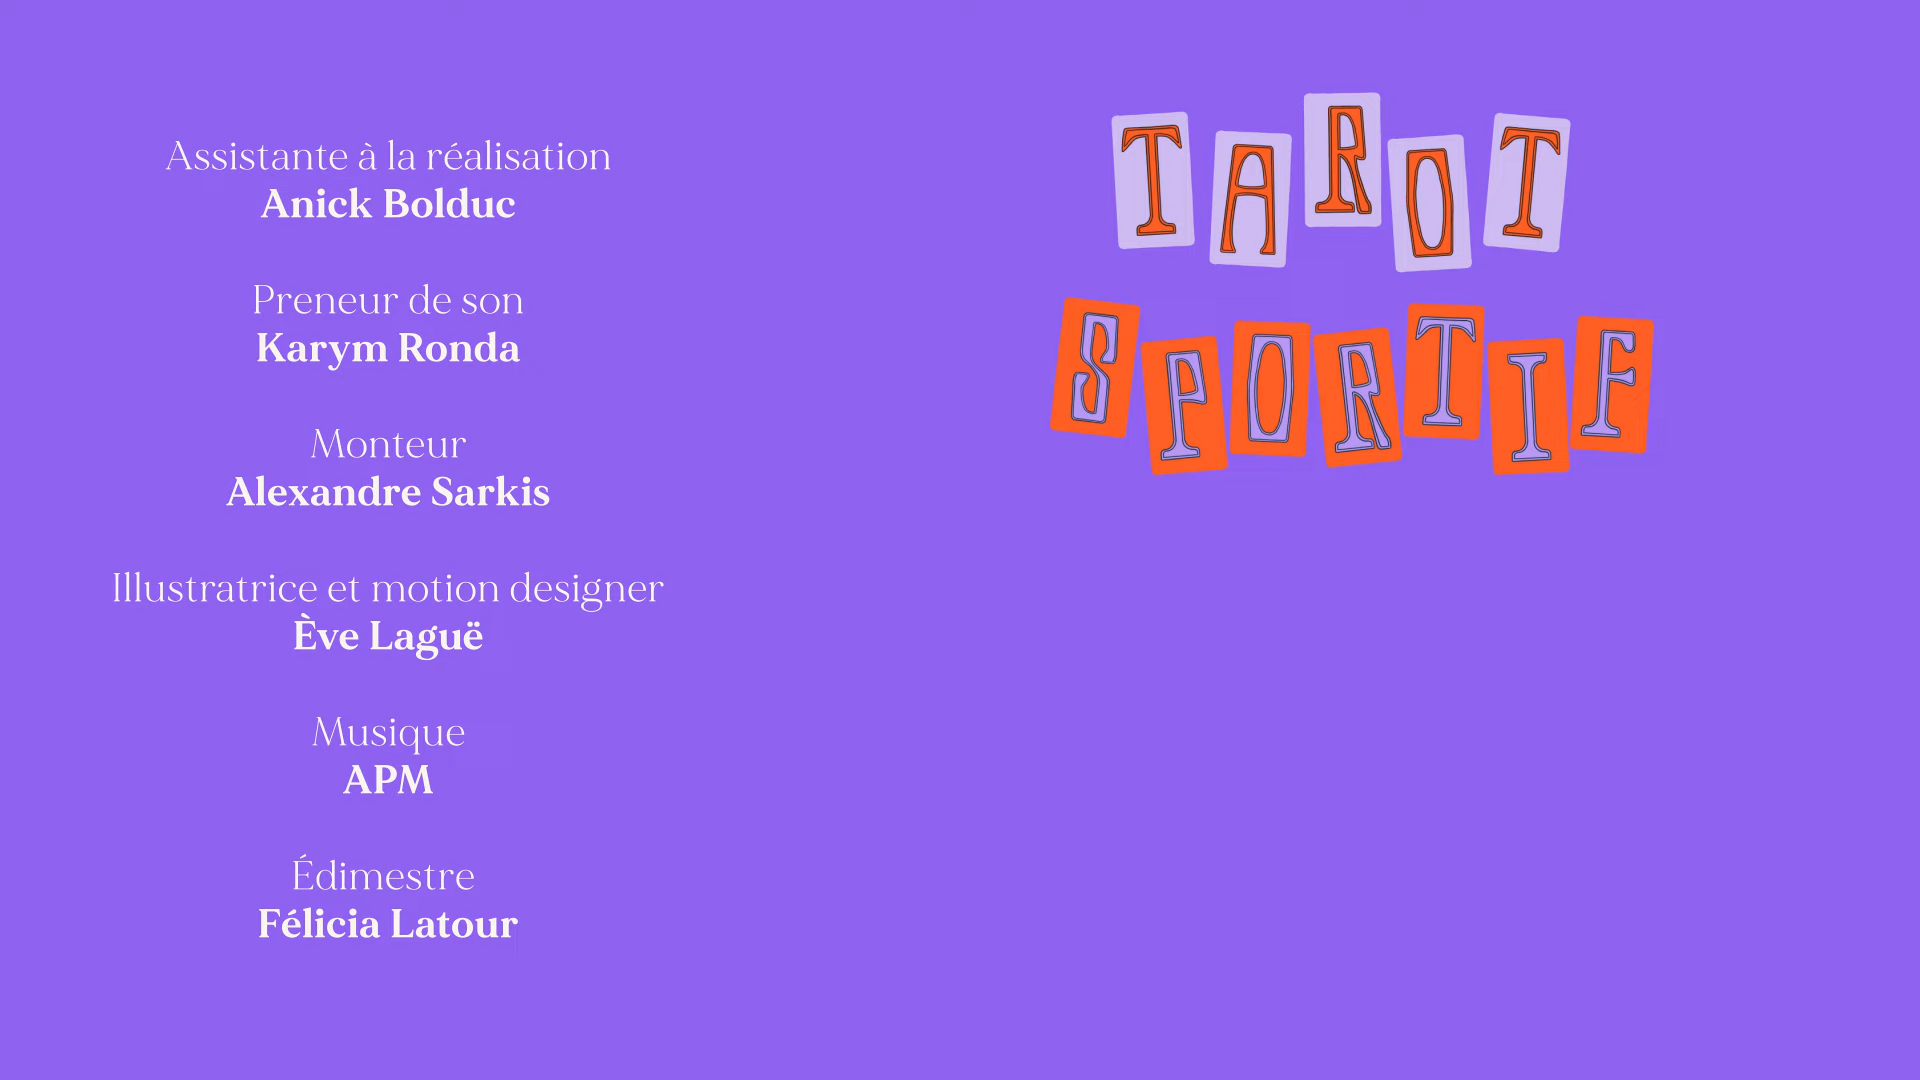 Assistante à la réalisation
Anick Bolduc
Preneur de son
Karym Ronda
Monteur
Alexandre Sarkis
Illustratrice et motion designer
Ève Laguë
Musique
APM
Édimestre
Félicia Latour
TAROT
SPORTIF